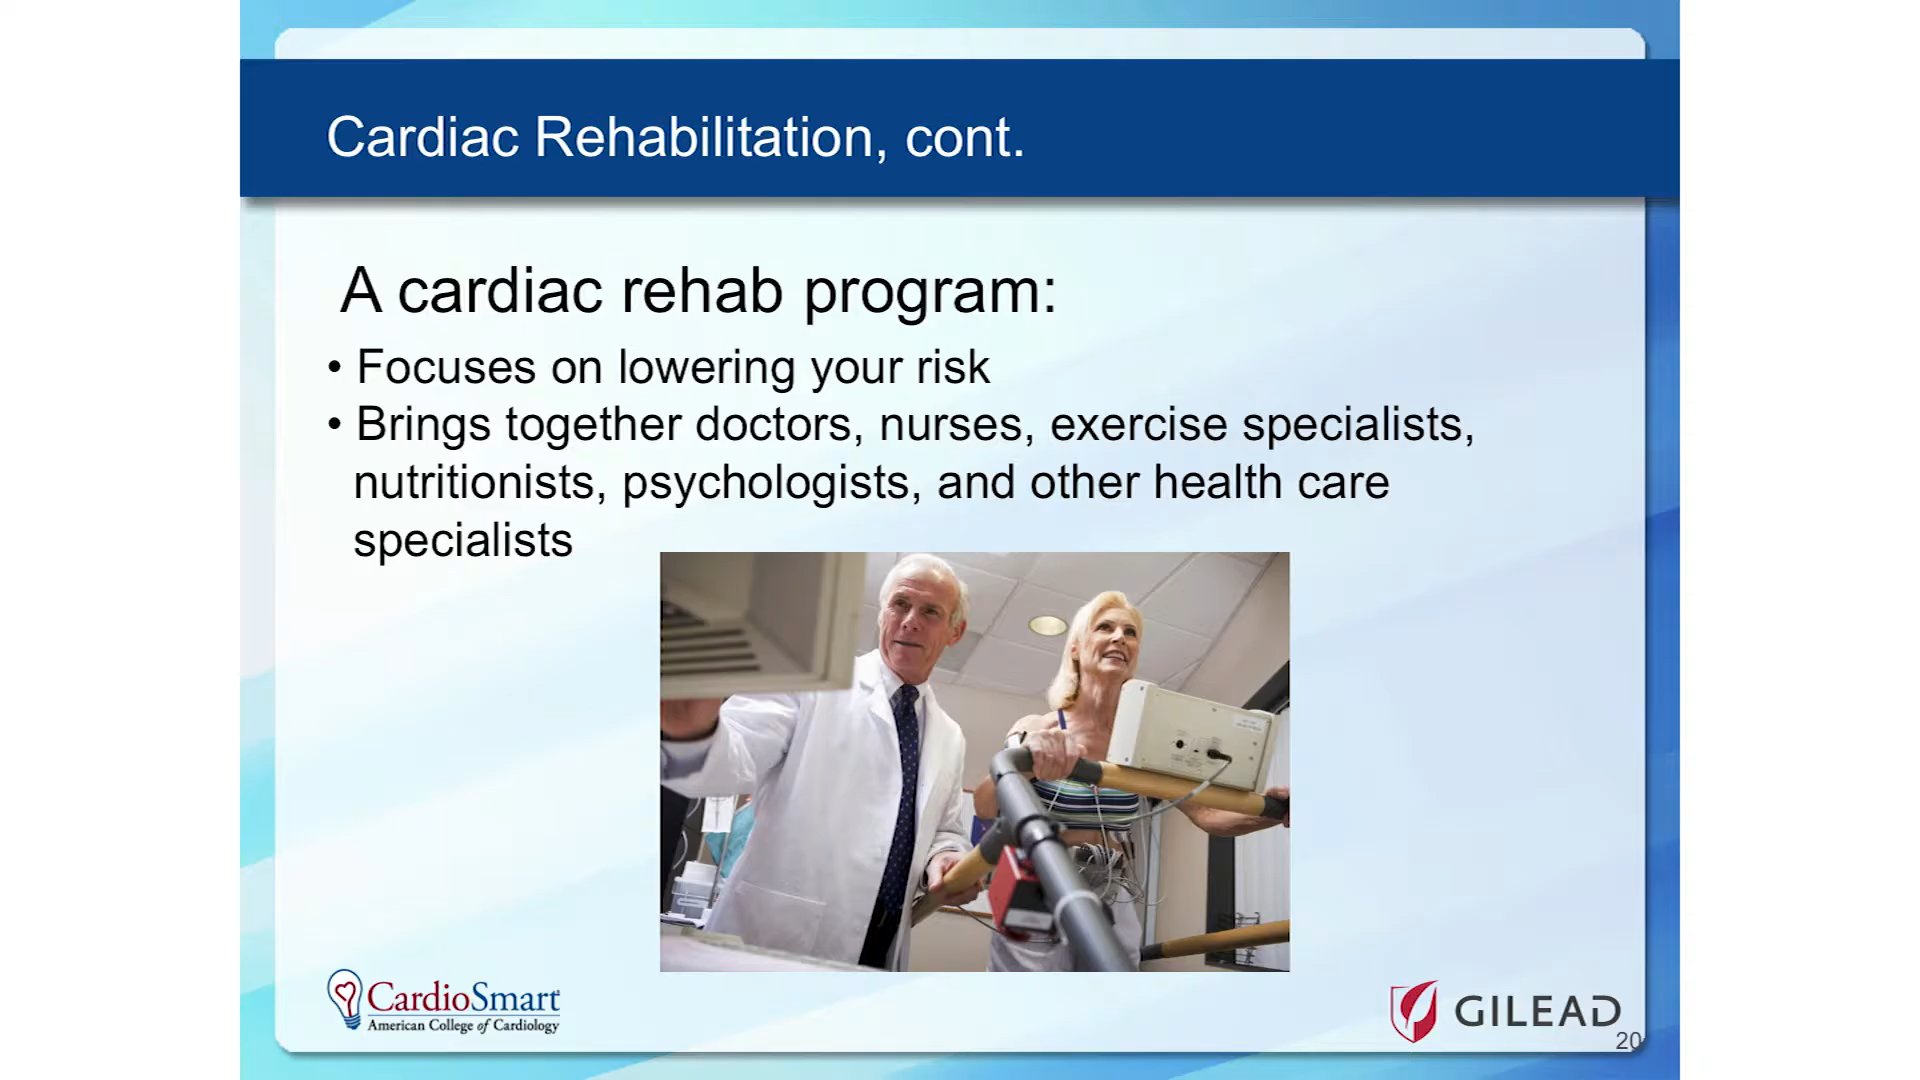 Cardiac Rehabilitation, cont.
A cardiac rehab program:
• Focuses on lowering your risk
• Brings together doctors, nurses, exercise specialists,
nutritionists, psychologists, and other health care
specialists
CardioSmart
American College of Cardiology
GILEAD
20